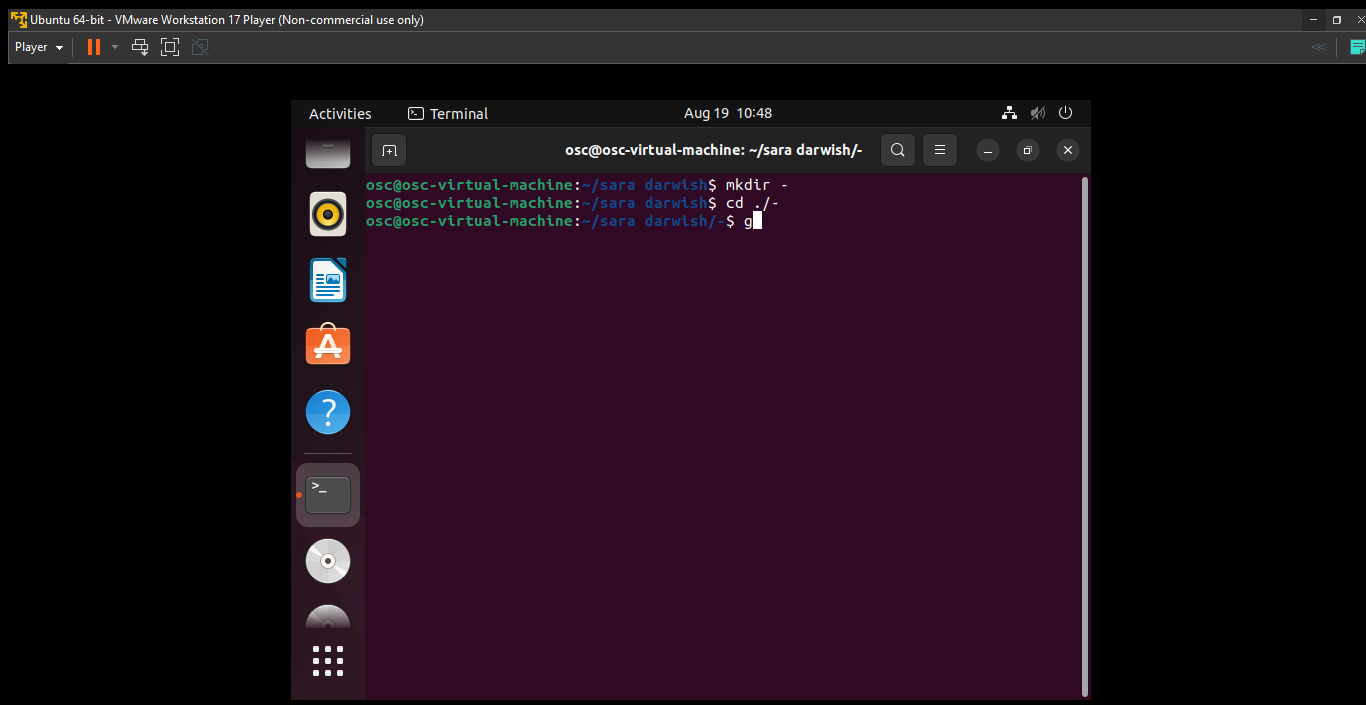 Ubuntu 64-bit - VMware Workstation 17 Player (Non-commercial use only)
Player
Activities Terminal Aug 19 10:48
osc@osc-virtual-machine: ~/sara darwish/-
osc@osc-virtual-machine:~/sara darwish$ mkdir -
osc@osc-virtual-machine:~/sara darwish$ cd ./-
osc@osc-virtual-machine:~/sara darwish/-$ g